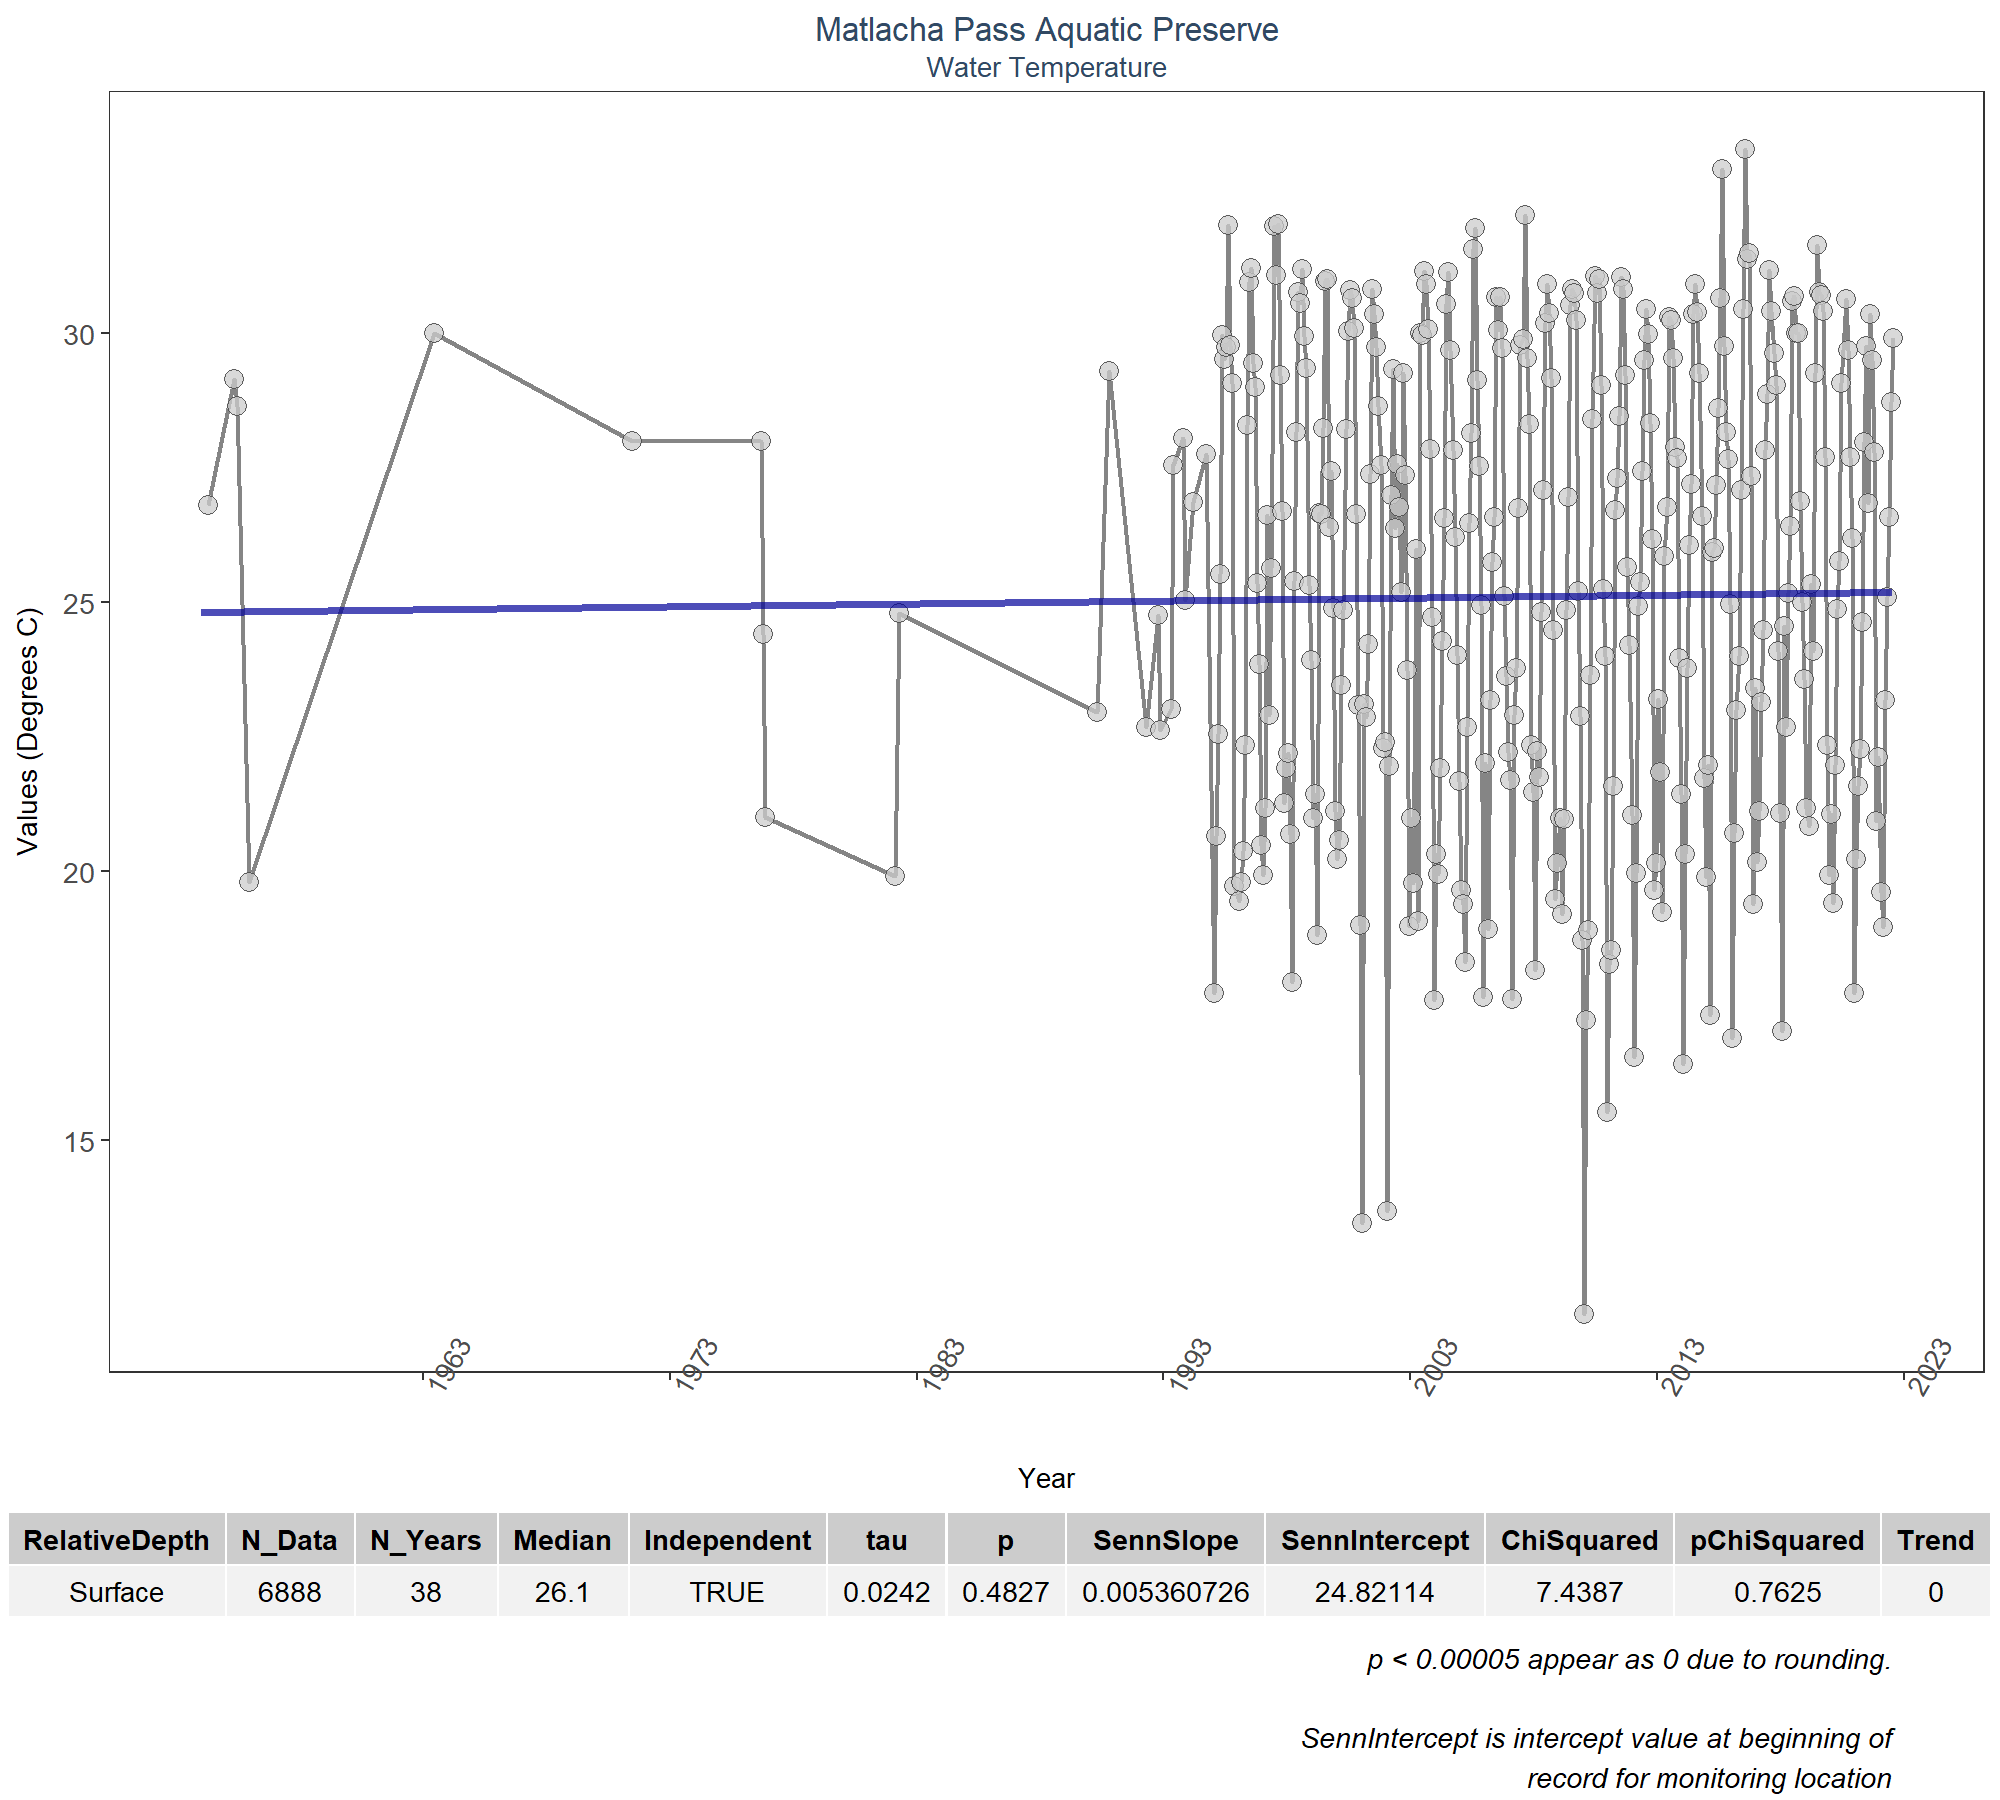 Matlacha Pass Aquatic Preserve
Water Temperature
Values (Degrees C)
30
25
20
15
1963 1973 1983 1993 2003 2013 2023
Year
RelativeDepth N_Data N_Years Median Independent tau p SennSlope SennIntercept ChiSquared pChiSquared Trend
Surface 6888 38 26.1 TRUE 0.0242 0.4827 0.005360726 24.82114 7.4387 0.7625 0
p < 0.00005 appear as 0 due to rounding.
SennIntercept is intercept value at beginning of
record for monitoring location